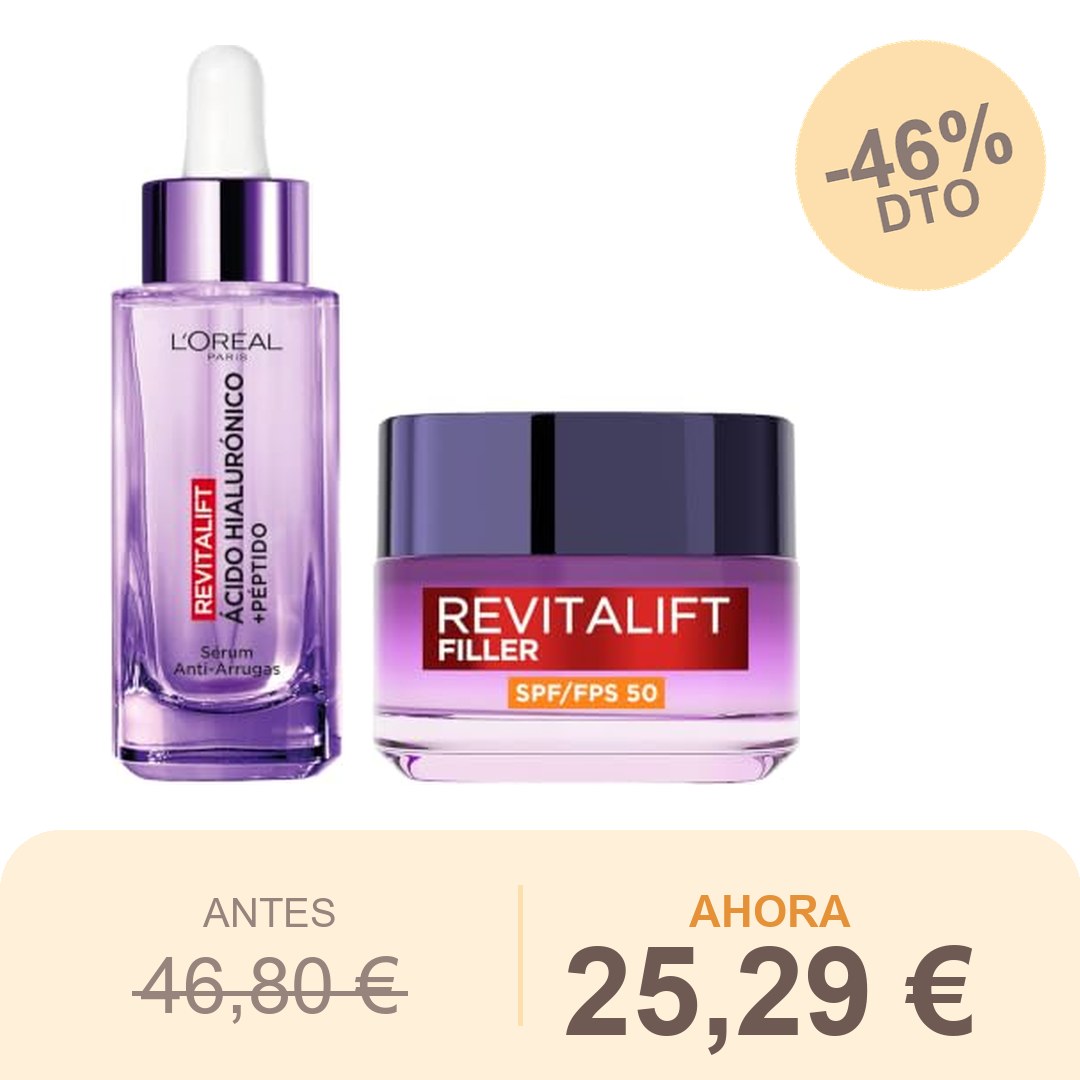 -46%
DTO
L'ORÉAL
PARIS
REVITALIFT
ÁCIDO HIALURÓNICO
+PÉPTIDO
Sérum
Anti-Arrugas
REVITALIFT
FILLER
SPF/FPS 50
ANTES
46,80 €
AHORA
25,29 €